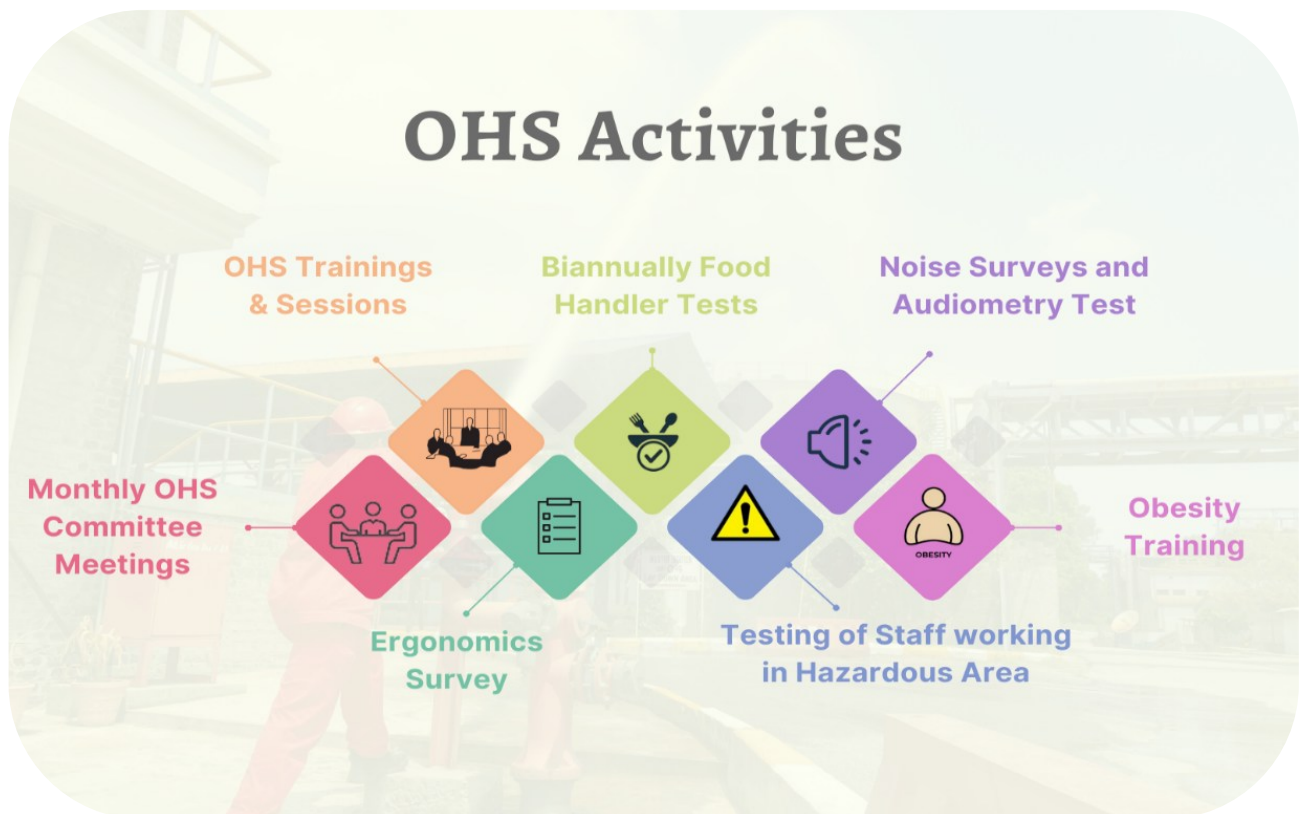 OHS Activities
OHS Trainings
& Sessions
Biannually Food
Handler Tests
Noise Surveys and
Audiometry Test
Monthly OHS
Committee
Meetings
OBESITY
Obesity
Training
Ergonomics
Survey
Testing of Staff working
in Hazardous Area